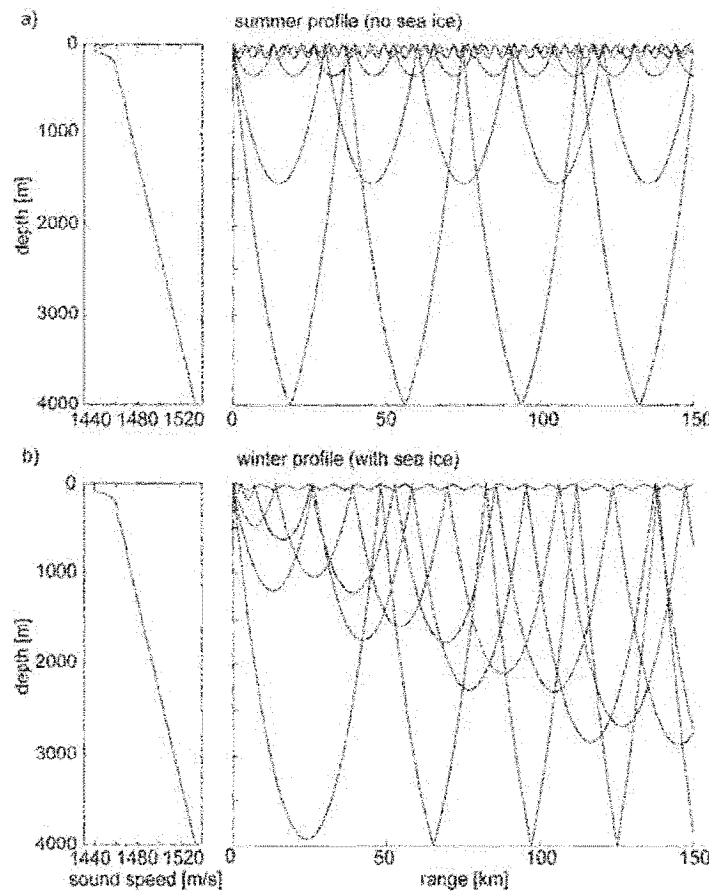 a)
summer profile (no sea ice)
0
1000
2000
3000
4000
depth [m]
1440 1480 1520
0 50 100 150
b)
winter profile (with sea ice)
0
1000
2000
3000
4000
depth [m]
1440 1480 1520
0 50 100 150
sound speed [m/s]
range [km]